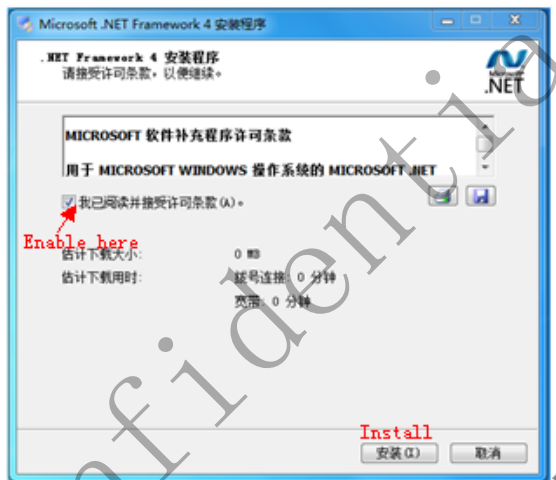 Microsoft .NET Framework 4 安装程序
.NET Framework 4 安装程序
请接受许可条款，以便继续。
Microsoft
.NET
MICROSOFT 软件补充程序许可条款
用于 MICROSOFT WINDOWS 操作系统的 MICROSOFT .NET
我已阅读并接受许可条款(A)。
Enable here
估计下载大小: 0 MB
估计下载用时: 拨号连接: 0 分钟
宽带: 0 分钟
Install
安装(I) 取消
nfidentia